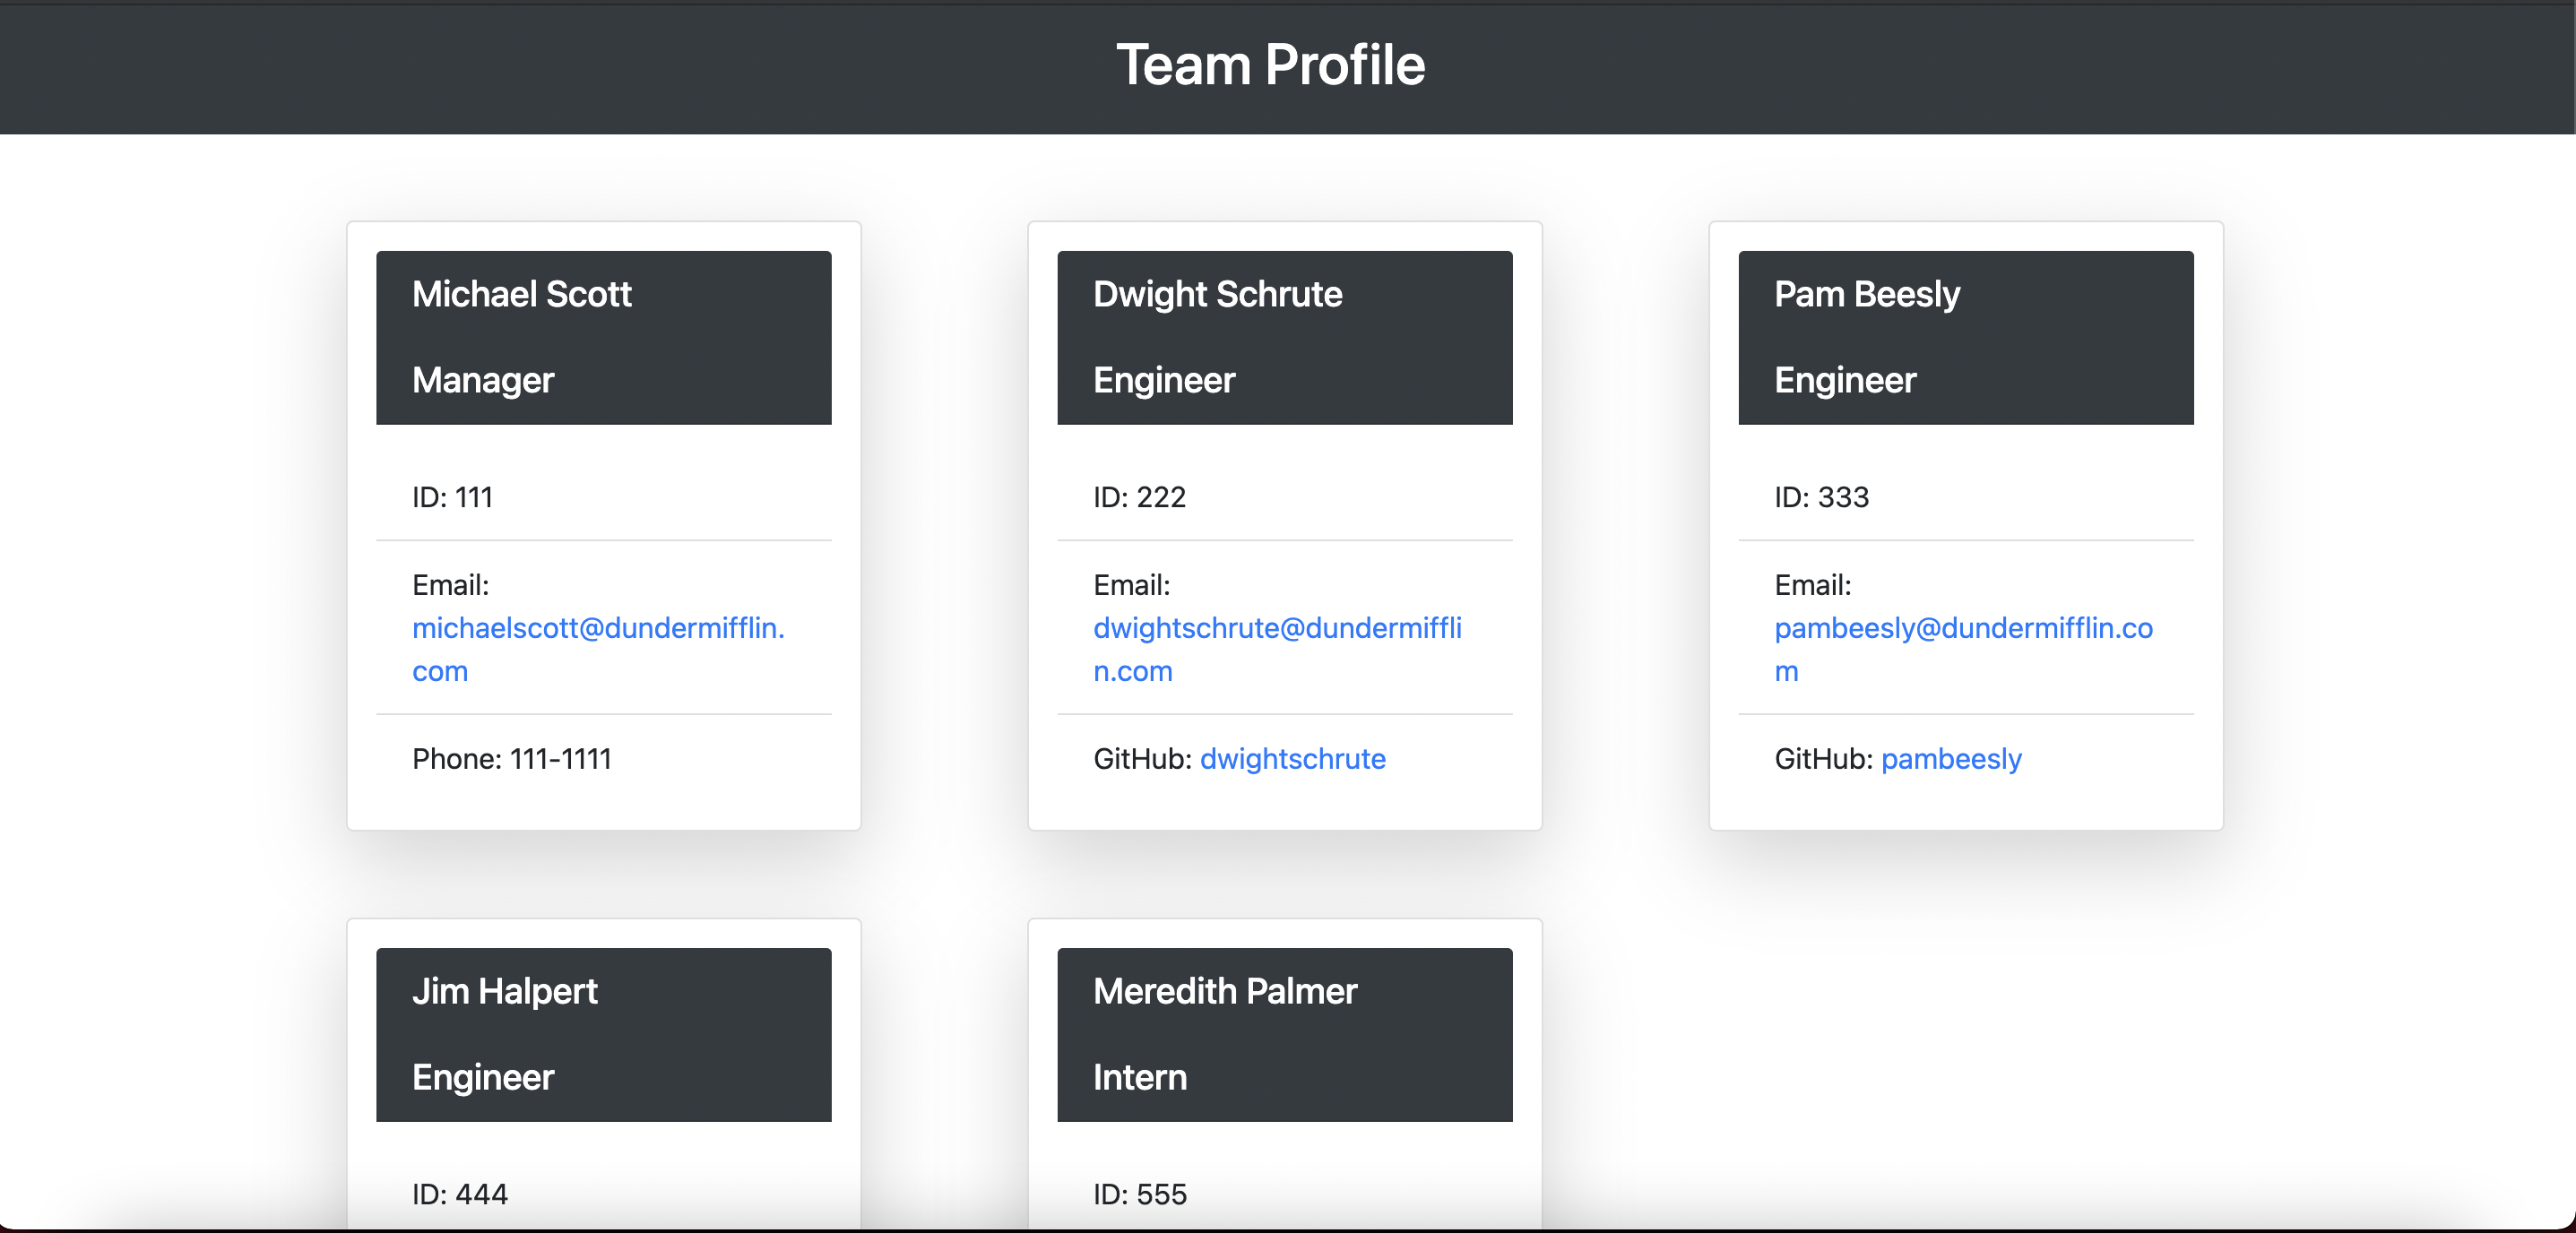 Team Profile
Michael Scott
Manager
ID: 111
Email:
michaelscott@dundermifflin.
com
Phone: 111-1111
Dwight Schrute
Engineer
ID: 222
Email:
dwightschrute@dundermiffli
n.com
GitHub: dwightschrute
Pam Beesly
Engineer
ID: 333
Email:
pambeesly@dundermifflin.co
m
GitHub: pambeesly
Jim Halpert
Engineer
ID: 444
Meredith Palmer
Intern
ID: 555